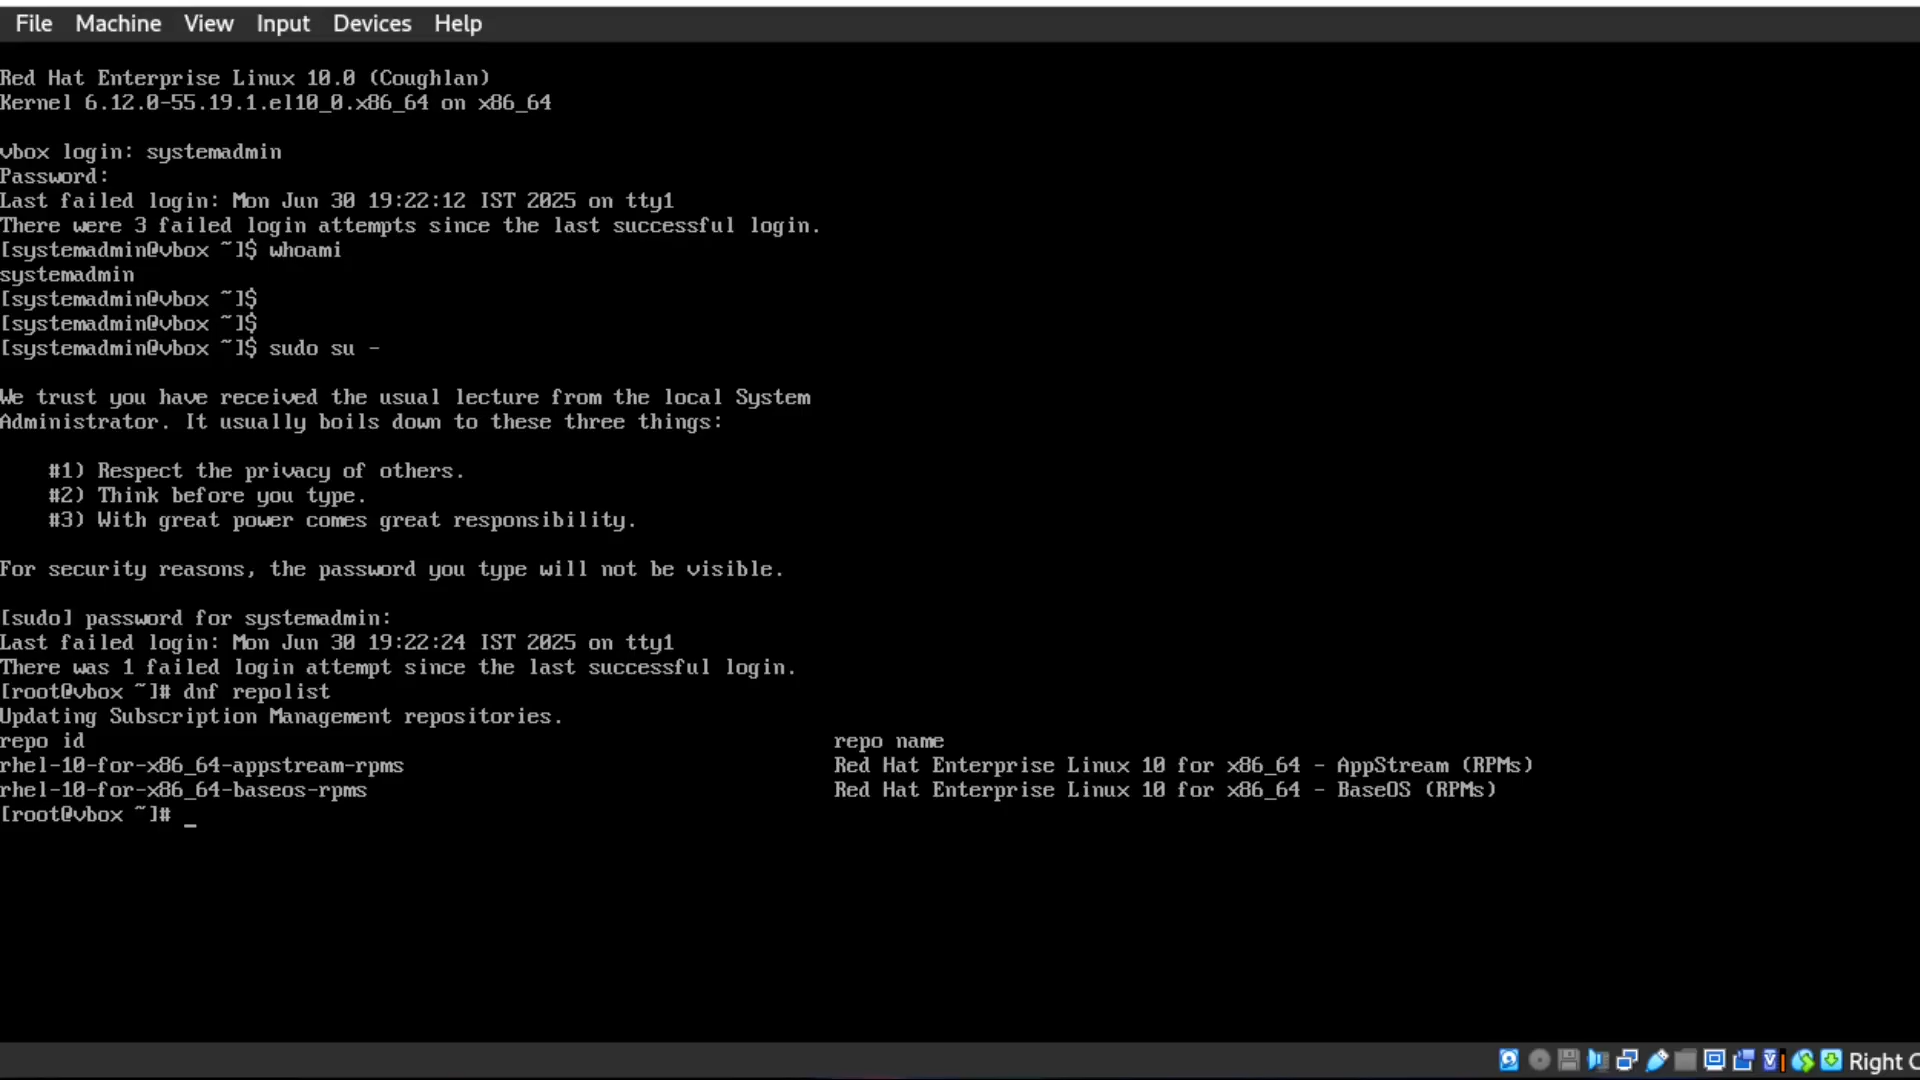 File Machine View Input Devices Help
Red Hat Enterprise Linux 10.0 (Coughlan)
Kernel 6.12.0-55.19.1.el10_0.x86_64 on x86_64
vbox login: systemadmin
Password:
Last failed login: Mon Jun 30 19:22:12 IST 2025 on tty1
There were 3 failed login attempts since the last successful login.
[systemadmin@vbox ~]$ whoami
systemadmin
[systemadmin@vbox ~]$
[systemadmin@vbox ~]$
[systemadmin@vbox ~]$ sudo su -
We trust you have received the usual lecture from the local System
Administrator. It usually boils down to these three things:
#1) Respect the privacy of others.
#2) Think before you type.
#3) With great power comes great responsibility.
For security reasons, the password you type will not be visible.
[sudo] password for systemadmin:
Last failed login: Mon Jun 30 19:22:24 IST 2025 on tty1
There was 1 failed login attempt since the last successful login.
[root@vbox ~]# dnf repolist
Updating Subscription Management repositories.
repo id repo name
rhel-10-for-x86_64-appstream-rpms Red Hat Enterprise Linux 10 for x86_64 - AppStream (RPMs)
rhel-10-for-x86_64-baseos-rpms Red Hat Enterprise Linux 10 for x86_64 - BaseOS (RPMs)
[root@vbox ~]# _
Right